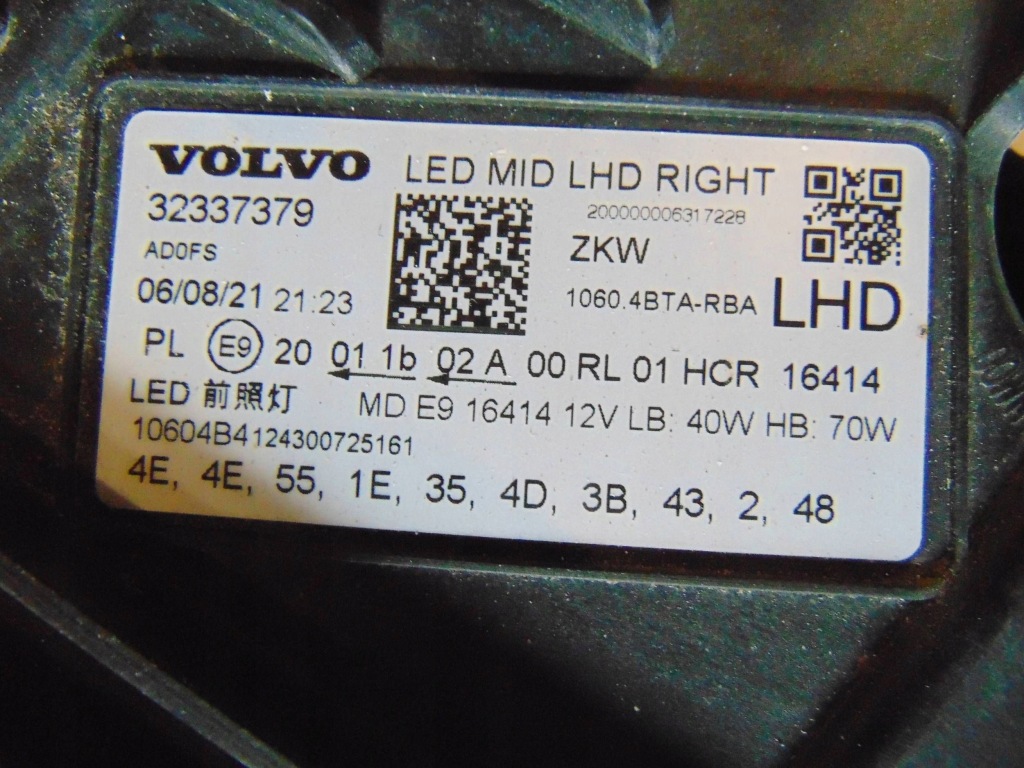 VOLVO LED MID LHD RIGHT
32337379 200000006317228
AD0FS ZKW
06/08/21 21:23 1060.4BTA-RBA LHD
PL E9 20 01 1b 02 A 00 RL 01 HCR 16414
LED 前照灯 MD E9 16414 12V LB: 40W HB: 70W
10604B4124300725161
4E, 4E, 55, 1E, 35, 4D, 3B, 43, 2, 48